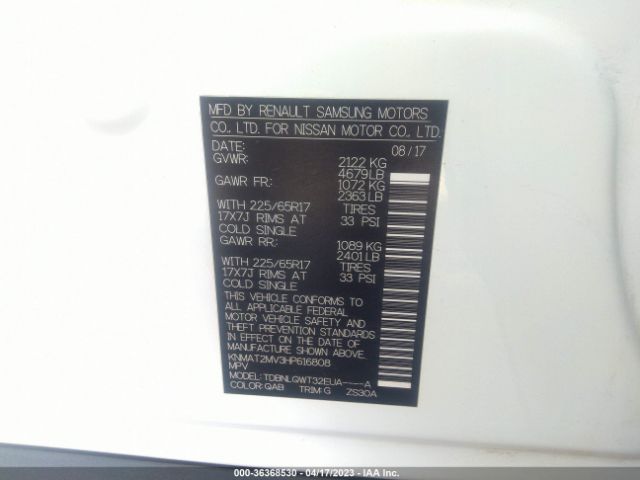 MFD BY RENAULT SAMSUNG MOTORS
CO., LTD. FOR NISSAN MOTOR CO., LTD.
DATE: 08/17
GVWR: 2122 KG
4679LB
GAWR FR: 1072 KG
2363 LB
WITH 225/65R17 TIRES
17X7J RIMS AT 33 PSI
COLD SINGLE
GAWR RR: 1089 KG
2401 LB
WITH 225/65R17 TIRES
17X7J RIMS AT 33 PSI
COLD SINGLE
THIS VEHICLE CONFORMS TO
ALL APPLICABLE FEDERAL
MOTOR VEHICLE SAFETY AND
THEFT PREVENTION STANDARDS
IN EFFECT ON THE DATE OF
MANUFACTURE SHOWN ABOVE.
KNMAT2MV3HP616808
MPV
MODEL: TDBNLQWT32EUA----A
COLOR: QAB TRIM: G ZS30A
000-36368530 - 04/17/2023 - IAA Inc.